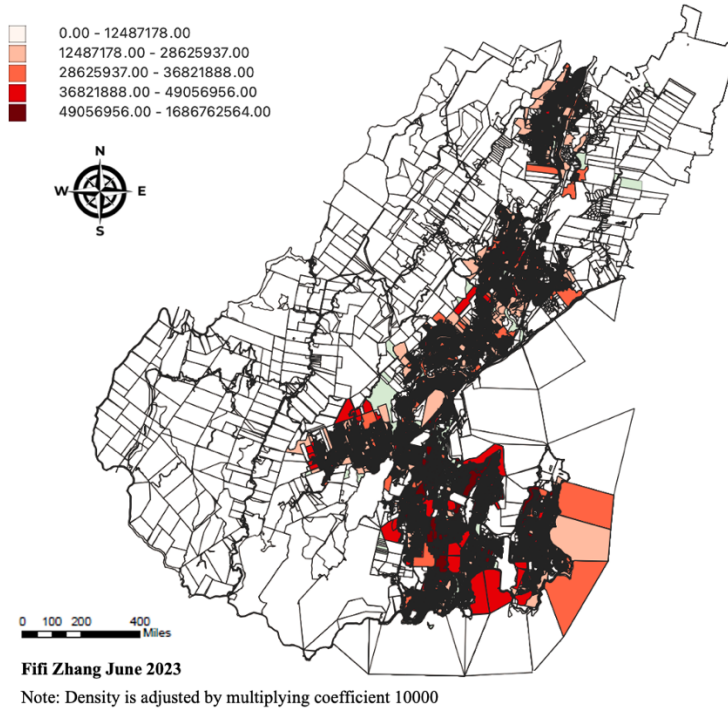 0.00 - 12487178.00
12487178.00 - 28625937.00
28625937.00 - 36821888.00
36821888.00 - 49056956.00
49056956.00 - 1686762564.00
N
W E
S
0 100 200 400
Miles
Fifi Zhang June 2023
Note: Density is adjusted by multiplying coefficient 10000